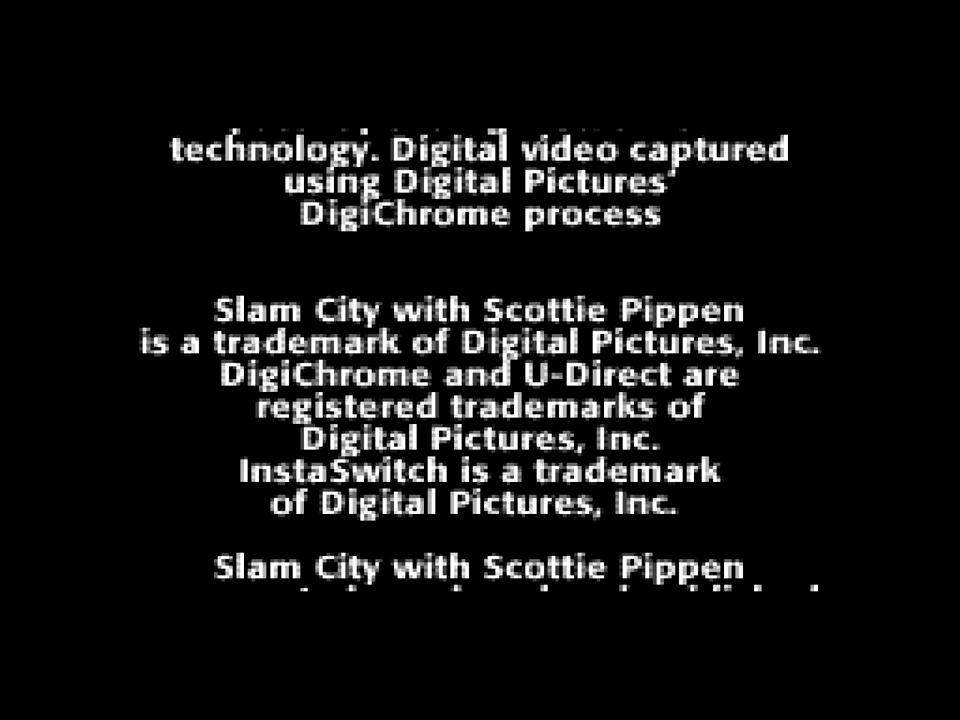 technology. Digital video captured
using Digital Pictures'
DigiChrome process
Slam City with Scottie Pippen
is a trademark of Digital Pictures, Inc.
DigiChrome and U-Direct are
registered trademarks of
Digital Pictures, Inc.
InstaSwitch is a trademark
of Digital Pictures, Inc.
Slam City with Scottie Pippen